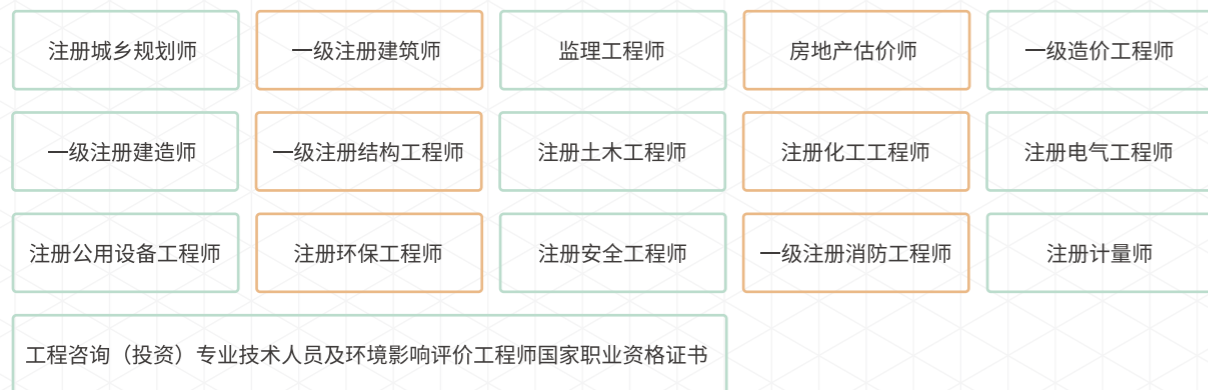 注册城乡规划师
一级注册建筑师
监理工程师
房地产估价师
一级造价工程师
一级注册建造师
一级注册结构工程师
注册土木工程师
注册化工工程师
注册电气工程师
注册公用设备工程师
注册环保工程师
注册安全工程师
一级注册消防工程师
注册计量师
工程咨询（投资）专业技术人员及环境影响评价工程师国家职业资格证书